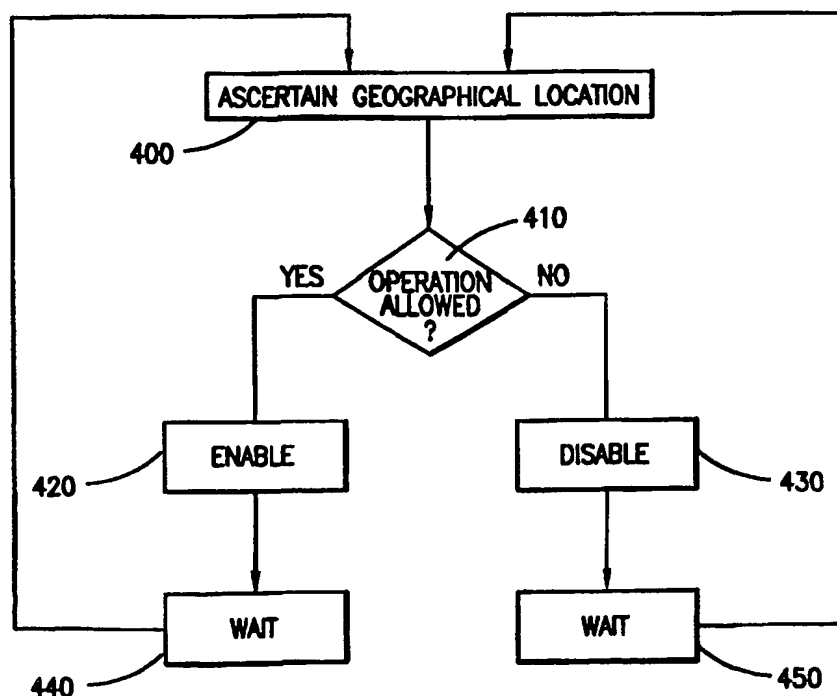 ASCERTAIN GEOGRAPHICAL LOCATION
400
410
YES
OPERATION
ALLOWED
?
NO
ENABLE
420
DISABLE
430
WAIT
440
WAIT
450